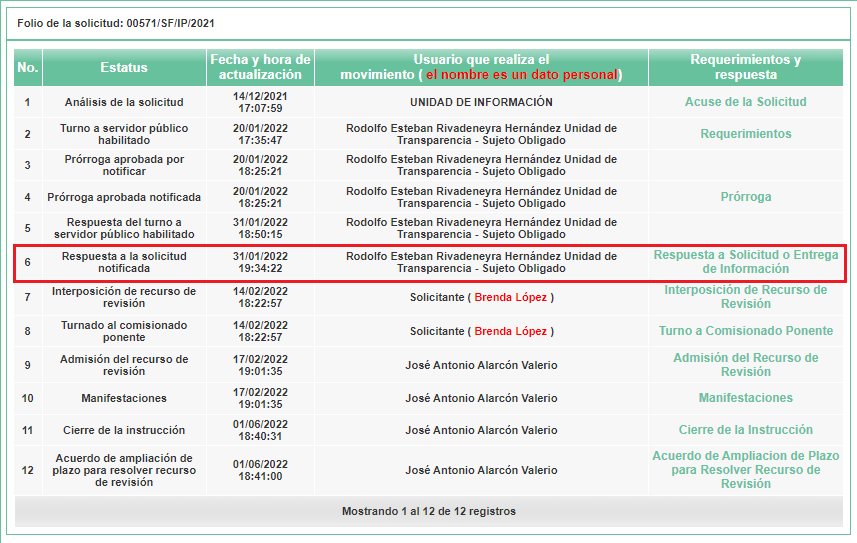 Folio de la solicitud: 00571/SF/IP/2021
No. Estatus Fecha y hora de actualización Usuario que realiza el movimiento ( el nombre es un dato personal) Requerimientos y respuesta
1 Análisis de la solicitud 14/12/2021 17:07:59 UNIDAD DE INFORMACIÓN Acuse de la Solicitud
2 Turno a servidor público habilitado 20/01/2022 17:35:47 Rodolfo Esteban Rivadeneyra Hernández Unidad de Transparencia - Sujeto Obligado Requerimientos
3 Prórroga aprobada por notificar 20/01/2022 18:25:21 Rodolfo Esteban Rivadeneyra Hernández Unidad de Transparencia - Sujeto Obligado
4 Prórroga aprobada notificada 20/01/2022 18:25:21 Rodolfo Esteban Rivadeneyra Hernández Unidad de Transparencia - Sujeto Obligado Prórroga
5 Respuesta del turno a servidor público habilitado 31/01/2022 18:50:15 Rodolfo Esteban Rivadeneyra Hernández Unidad de Transparencia - Sujeto Obligado
6 Respuesta a la solicitud notificada 31/01/2022 19:34:22 Rodolfo Esteban Rivadeneyra Hernández Unidad de Transparencia - Sujeto Obligado Respuesta a Solicitud o Entrega de Información
7 Interposición de recurso de revisión 14/02/2022 18:22:57 Solicitante ( Brenda López ) Interposición de Recurso de Revisión
8 Turnado al comisionado ponente 14/02/2022 18:22:57 Solicitante ( Brenda López ) Turno a Comisionado Ponente
9 Admisión del recurso de revisión 17/02/2022 19:01:35 José Antonio Alarcón Valerio Admisión del Recurso de Revisión
10 Manifestaciones 17/02/2022 19:01:35 José Antonio Alarcón Valerio Manifestaciones
11 Cierre de la instrucción 01/06/2022 18:40:31 José Antonio Alarcón Valerio Cierre de la Instrucción
12 Acuerdo de ampliación de plazo para resolver recurso de revisión 01/06/2022 18:41:00 José Antonio Alarcón Valerio Acuerdo de Ampliacion de Plazo para Resolver Recurso de Revisión
Mostrando 1 al 12 de 12 registros